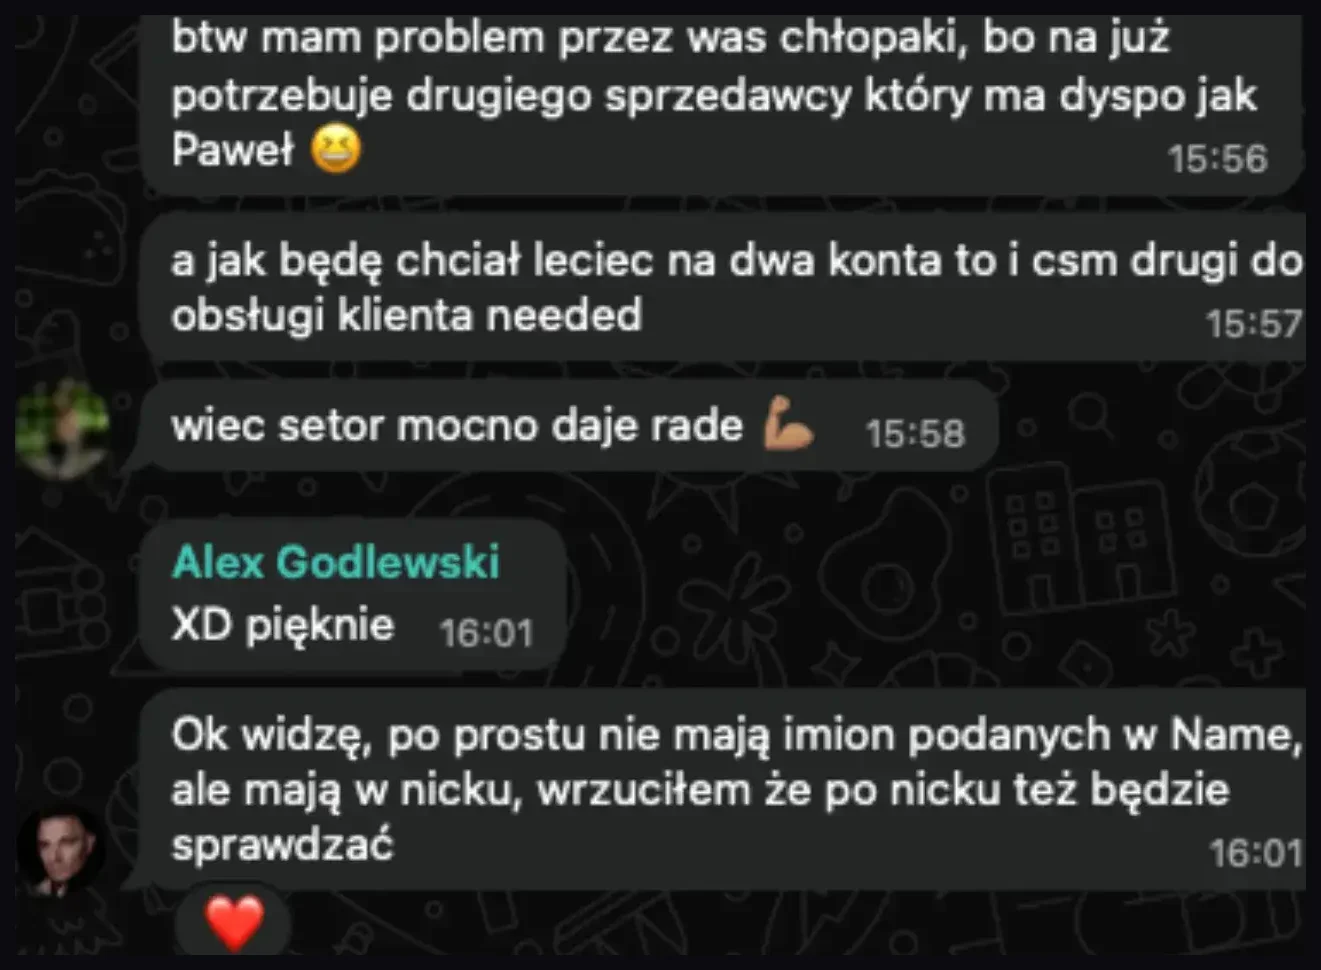 btw mam problem przez was chłopaki, bo na już
potrzebuje drugiego sprzedawcy który ma dyspo jak
Paweł 😆
15:56
a jak będę chciał leciec na dwa konta to i csm drugi do
obsługi klienta needed
15:57
wiec setor mocno daje rade 💪🏽 15:58
Alex Godlewski
XD pięknie 16:01
Ok widzę, po prostu nie mają imion podanych w Name,
ale mają w nicku, wrzuciłem że po nicku też będzie
sprawdzać
16:01
❤️